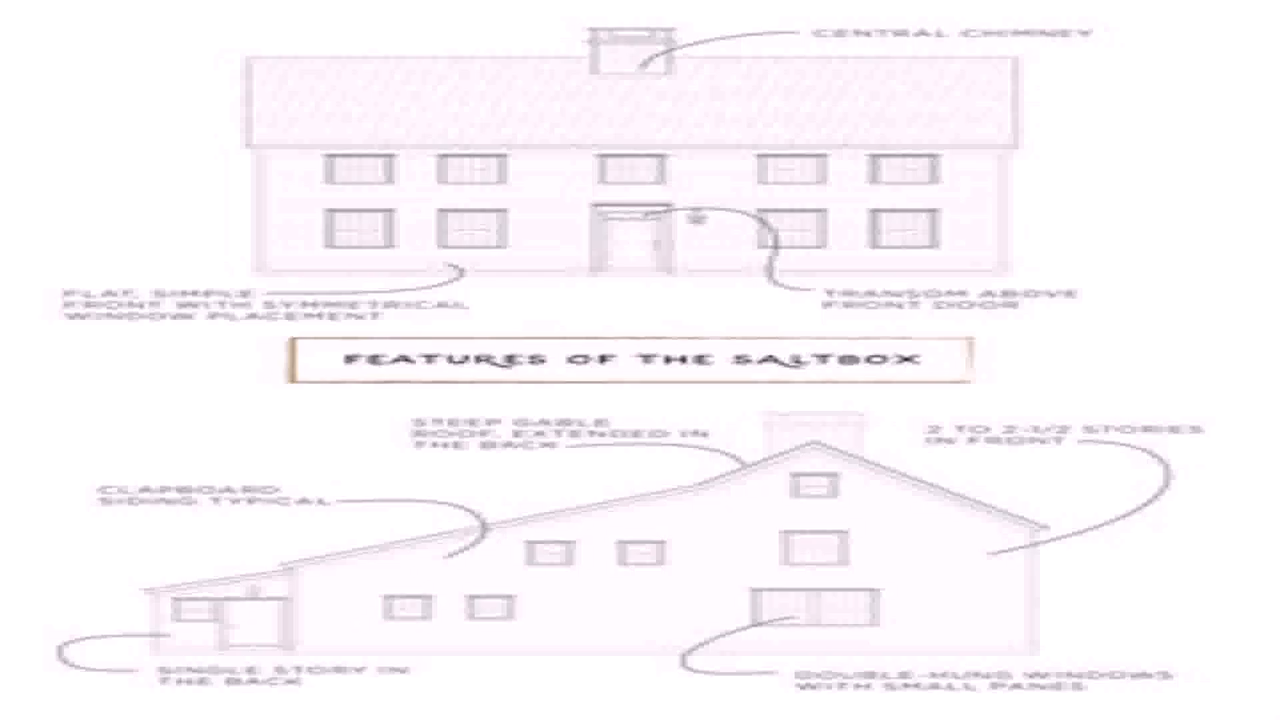 CENTRAL CHIMNEY
FLAT, SIMPLE
FRONT WITH SYMMETRICAL
WINDOW PLACEMENT
TRANSOM ABOVE
FRONT DOOR
FEATURES OF THE SALTBOX
STEEP GABLE
ROOF, EXTENDED IN
THE BACK
2 TO 2-1/2 STORIES
IN FRONT
CLAPBOARD
SIDING TYPICAL
SINGLE STORY IN
THE BACK
DOUBLE-HUNG WINDOWS
WITH SMALL PANES